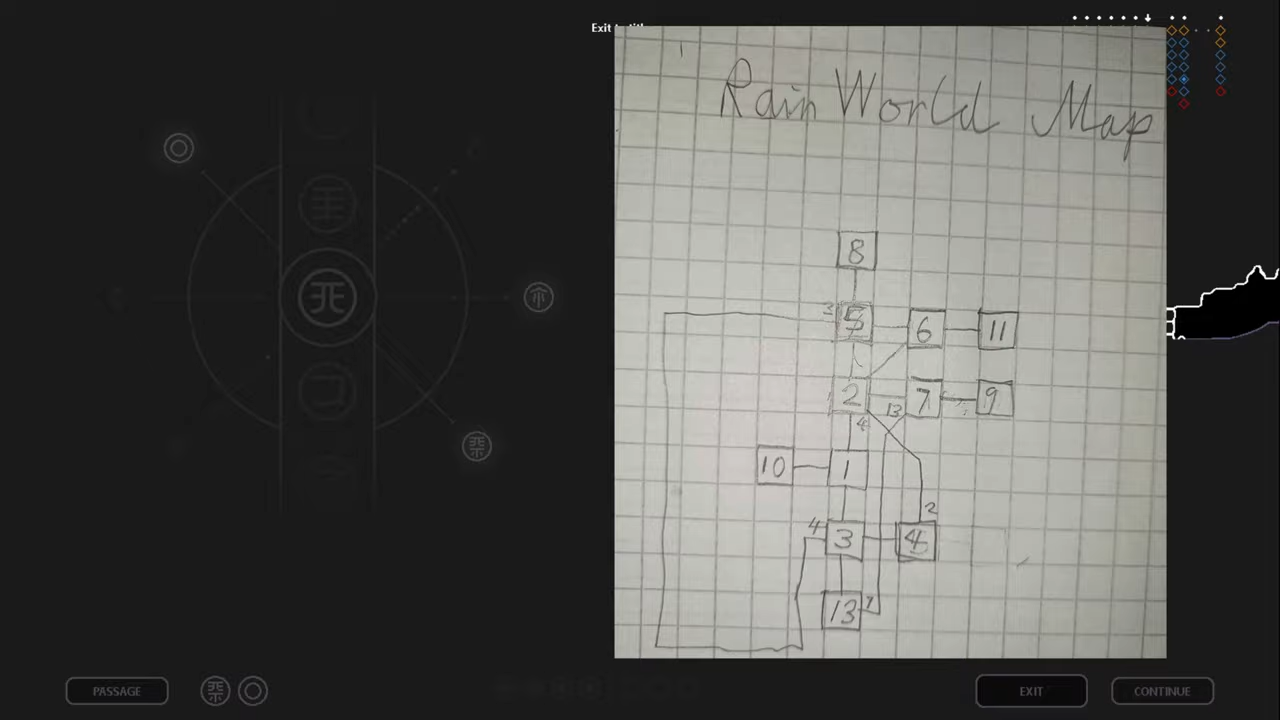 Exit
Rain World Map
8
3 5 6 11
2 7 9
13
4
10 1
2
4 3 4
13 7
PASSAGE EXIT CONTINUE